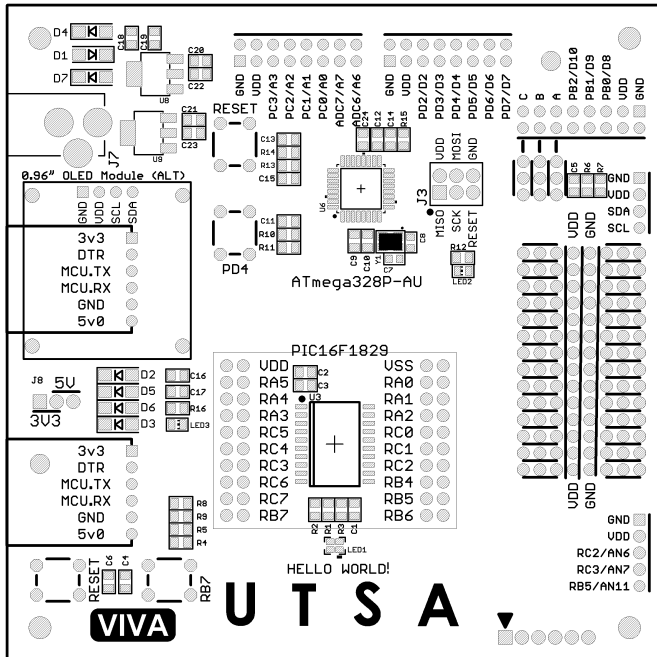 D4
C18
C19
C20
D1
C22
D7
U8
J7
C21
C23
U9
RESET
C13
R14
R13
C15
GND
VDD
PC3/A3
PC2/A2
PC1/A1
PC0/A0
ADC7/A7
ADC6/A6
GND
VDD
PD2/D2
PD3/D3
PD4/D4
PD5/D5
PD6/D6
PD7/D7
C
B
A
PB2/D10
PB1/D9
PB0/D8
VDD
GND
C24
C12
C14
R15
U6
J3
VDD
MOSI
GND
MISO
SCK
RESET
C5
R6
R7
GND
VDD
SDA
SCL
0.96" OLED Module (ALT)
GND
VDD
SCL
SDA
3v3
DTR
MCU.TX
MCU.RX
GND
5v0
C11
R10
R11
PD4
C9
C10
Y1
C7
C8
R12
LED2
ATmega328P-AU
VDD
GND
J8
5V
3V3
D2
C16
D5
C17
D6
R16
D3
LED3
PIC16F1829
VDD
RA5
RA4
RA3
RC5
RC4
RC3
RC6
RC7
RB7
C2
C3
U3
VSS
RA0
RA1
RA2
RC0
RC1
RC2
RB4
RB5
RB6
R2
R1
R3
C1
LED1
HELLO WORLD!
3v3
DTR
MCU.TX
MCU.RX
GND
5v0
R8
R9
R5
R4
VDD
GND
GND
VDD
RC2/AN6
RC3/AN7
RB5/AN11
RESET
C6
C4
RB7
VIVA
UTSA